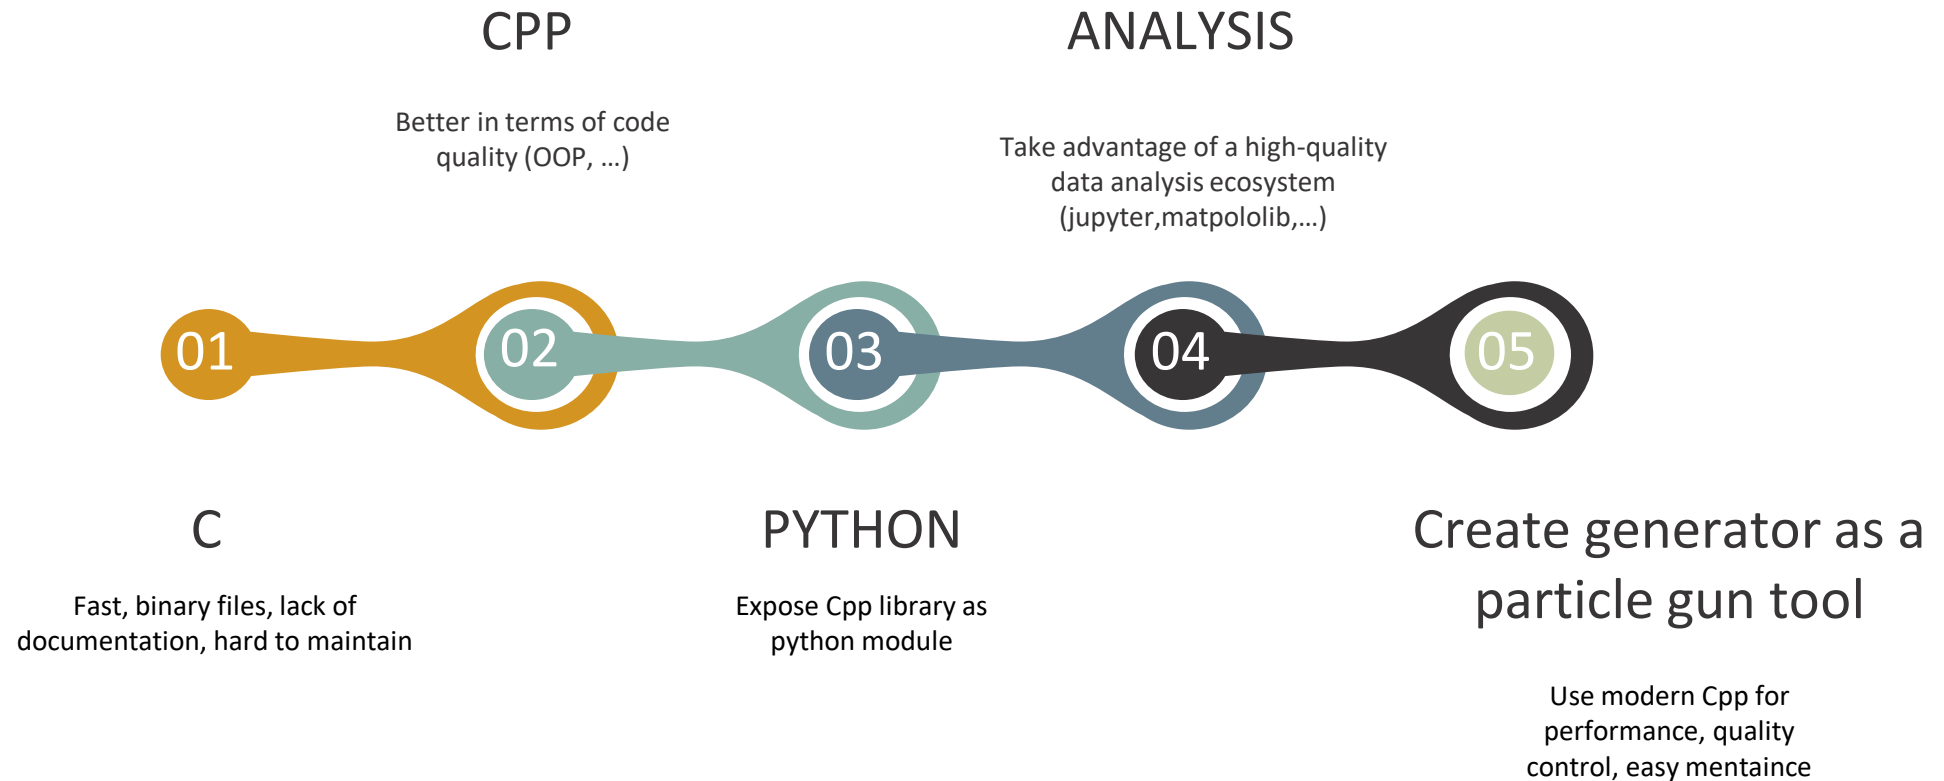 CPP
Better in terms of code
quality (OOP, ...)
ANALYSIS
Take advantage of a high-quality
data analysis ecosystem
(jupyter,matpololib,...)
01
02
03
04
05
C
Fast, binary files, lack of
documentation, hard to maintain
PYTHON
Expose Cpp library as
python module
Create generator as a
particle gun tool
Use modern Cpp for
performance, quality
control, easy mentaince